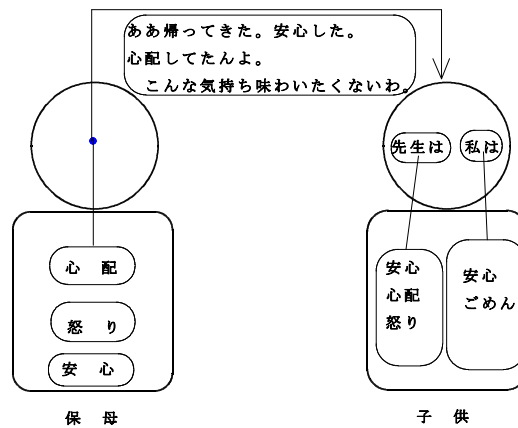 ああ帰ってきた。安心した。
心配してたんよ。
こんな気持ち味わいたくないわ。
先生は
私は
心　配
怒　り
安　心
安心
心配
怒り
安心
ごめん
保　母
子　供